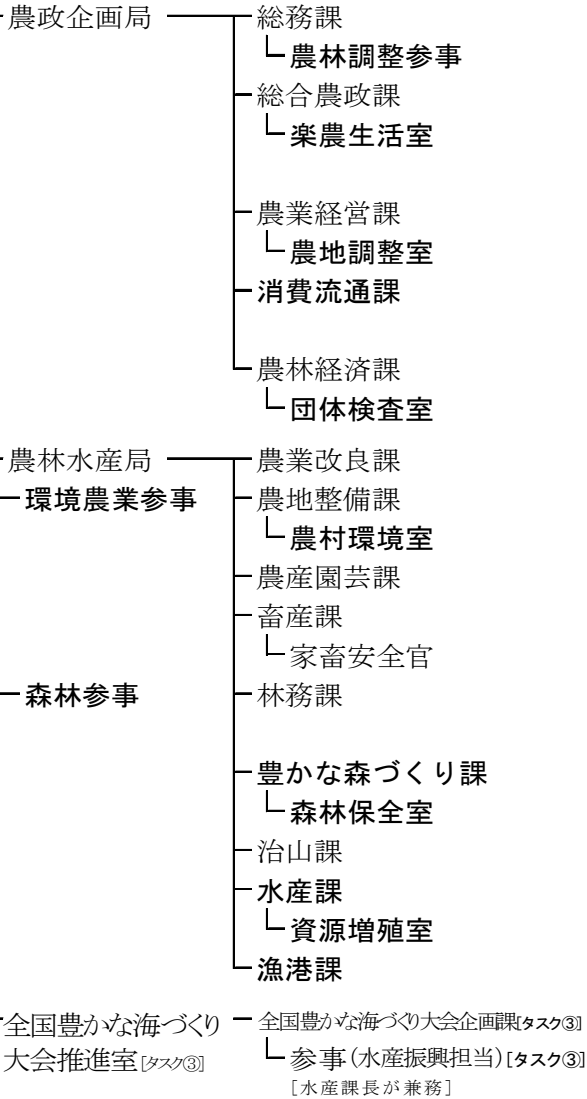 農政企画局 総務課
農林調整参事
総合農政課
楽農生活室
農業経営課
農地調整室
消費流通課
農林経済課
団体検査室
農林水産局 農業改良課
環境農業参事 農地整備課
農村環境室
農産園芸課
畜産課
家畜安全官
森林参事 林務課
豊かな森づくり課
森林保全室
治山課
水産課
資源増殖室
漁港課
全国豊かな海づくり 全国豊かな海づくり大会企画課[タスク③]
大会推進室[タスク③] 参事(水産振興担当)[タスク③]
[水産課長が兼務]